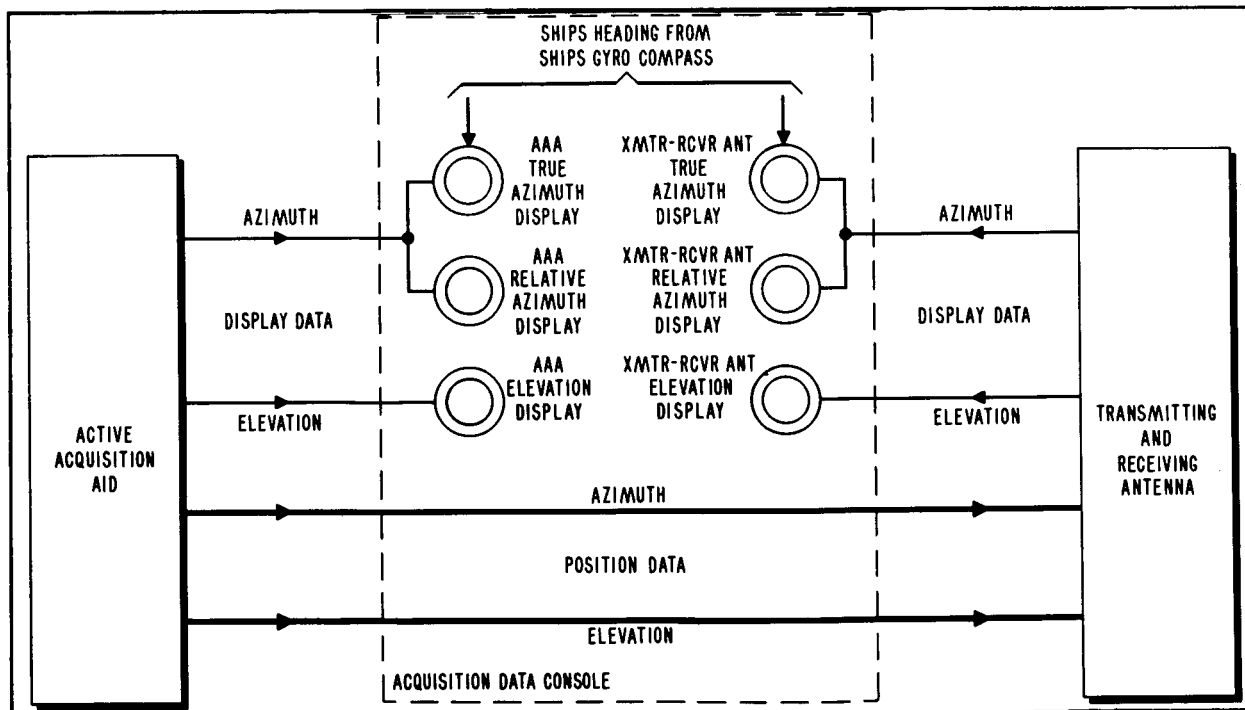 SHIPS HEADING FROM
SHIPS GYRO COMPASS
AAA
TRUE
AZIMUTH
DISPLAY
XMTR-RCVR ANT
TRUE
AZIMUTH
DISPLAY
AZIMUTH
AZIMUTH
AAA
RELATIVE
AZIMUTH
DISPLAY
XMTR-RCVR ANT
RELATIVE
AZIMUTH
DISPLAY
DISPLAY DATA
DISPLAY DATA
AAA
ELEVATION
DISPLAY
XMTR-RCVR ANT
ELEVATION
DISPLAY
ELEVATION
ELEVATION
ACTIVE
ACQUISITION
AID
TRANSMITTING
AND
RECEIVING
ANTENNA
AZIMUTH
POSITION DATA
ELEVATION
ACQUISITION DATA CONSOLE